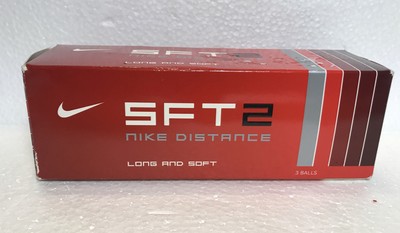 SFT2
NIKE DISTANCE
LONG AND SOFT
3 BALLS